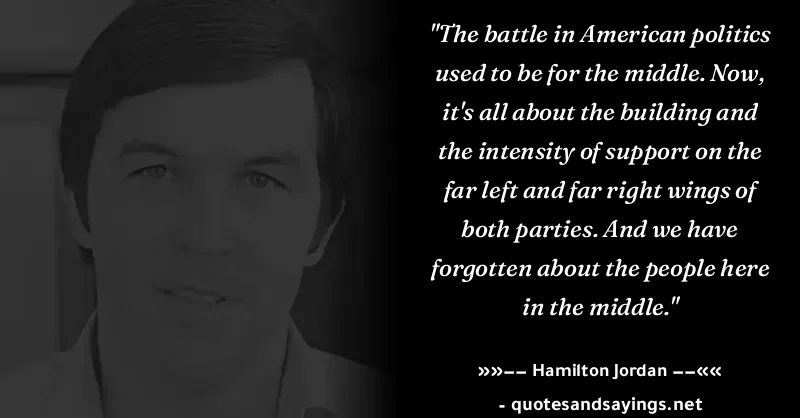 "The battle in American politics
used to be for the middle. Now,
it's all about the building and
the intensity of support on the
far left and far right wings of
both parties. And we have
forgotten about the people here
in the middle."
»»–– Hamilton Jordan ––««
- quotesandsayings.net